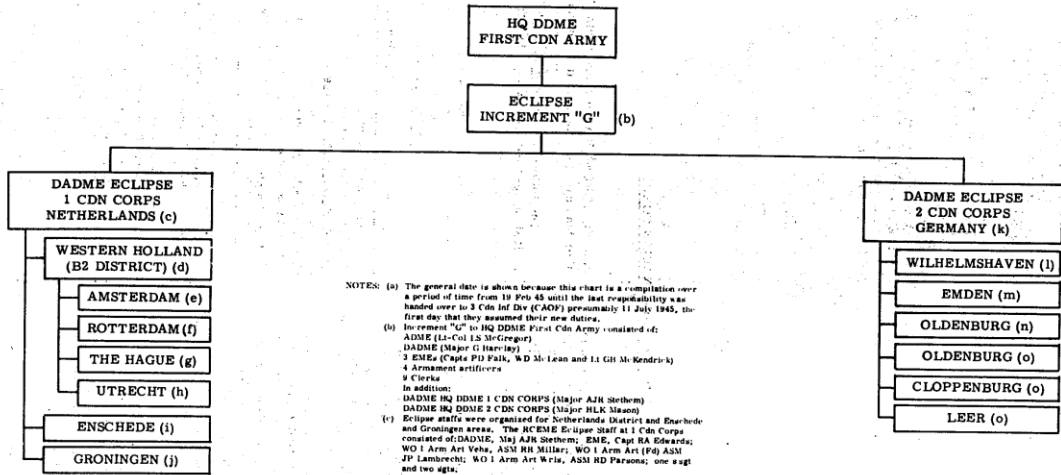 HQ DDME
FIRST CDN ARMY
ECLIPSE
INCREMENT "G" (b)
DADME ECLIPSE
1 CDN CORPS
NETHERLANDS (c)
WESTERN HOLLAND
(B2 DISTRICT) (d)
AMSTERDAM (e)
ROTTERDAM (f)
THE HAGUE (g)
UTRECHT (h)
ENSCHEDE (i)
GRONINGEN (j)
DADME ECLIPSE
2 CDN CORPS
GERMANY (k)
WILHELMSHAVEN (l)
EMDEN (m)
OLDENBURG (n)
OLDENBURG (o)
CLOPPENBURG (o)
LEER (o)
NOTES: (a) The general date is shown because this chart is a compilation over
a period of time from 19 Feb 45 until the last responsibility was
handed over to 3 Cdn Inf Div (CAOF) presumably 11 July 1945, the
first day that they assumed their new duties.
(b) Increment "G" to HQ DDME First Cdn Army consisted of:
ADME (Lt-Col LS McGregor)
DADME (Major G Barclay)
3 EMEs (Capts PD Falk, WD McLean and Lt GH McKendrick)
4 Armament artificers
9 Clerks
In addition:
DADME HQ DDME 1 CDN CORPS (Major AJR Stethem)
DADME HQ DDME 2 CDN CORPS (Major HLK Mason)
(c) Eclipse staffs were organized for Netherlands District and Enschede
and Groningen areas. The RCEME Eclipse Staff at 1 Cdn Corps
consisted of:DADME, Maj AJR Stethem; EME, Capt RA Edwards;
WO 1 Arm Art Vehs, ASM RH Millar; WO 1 Arm Art (Fd) ASM
JP Lambrecht; WO 1 Arm Art Wrls, ASM RD Parsons; one s sgt
and two sgts.